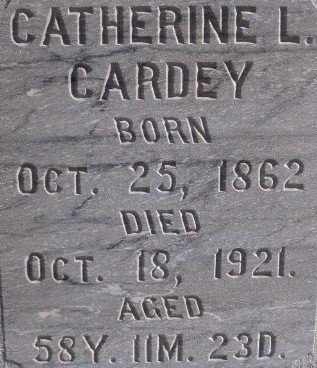 CATHERINE L.
CARDEY
BORN
OCT. 25, 1862
DIED
OCT. 18, 1921.
AGED
58Y. 11M. 23D.